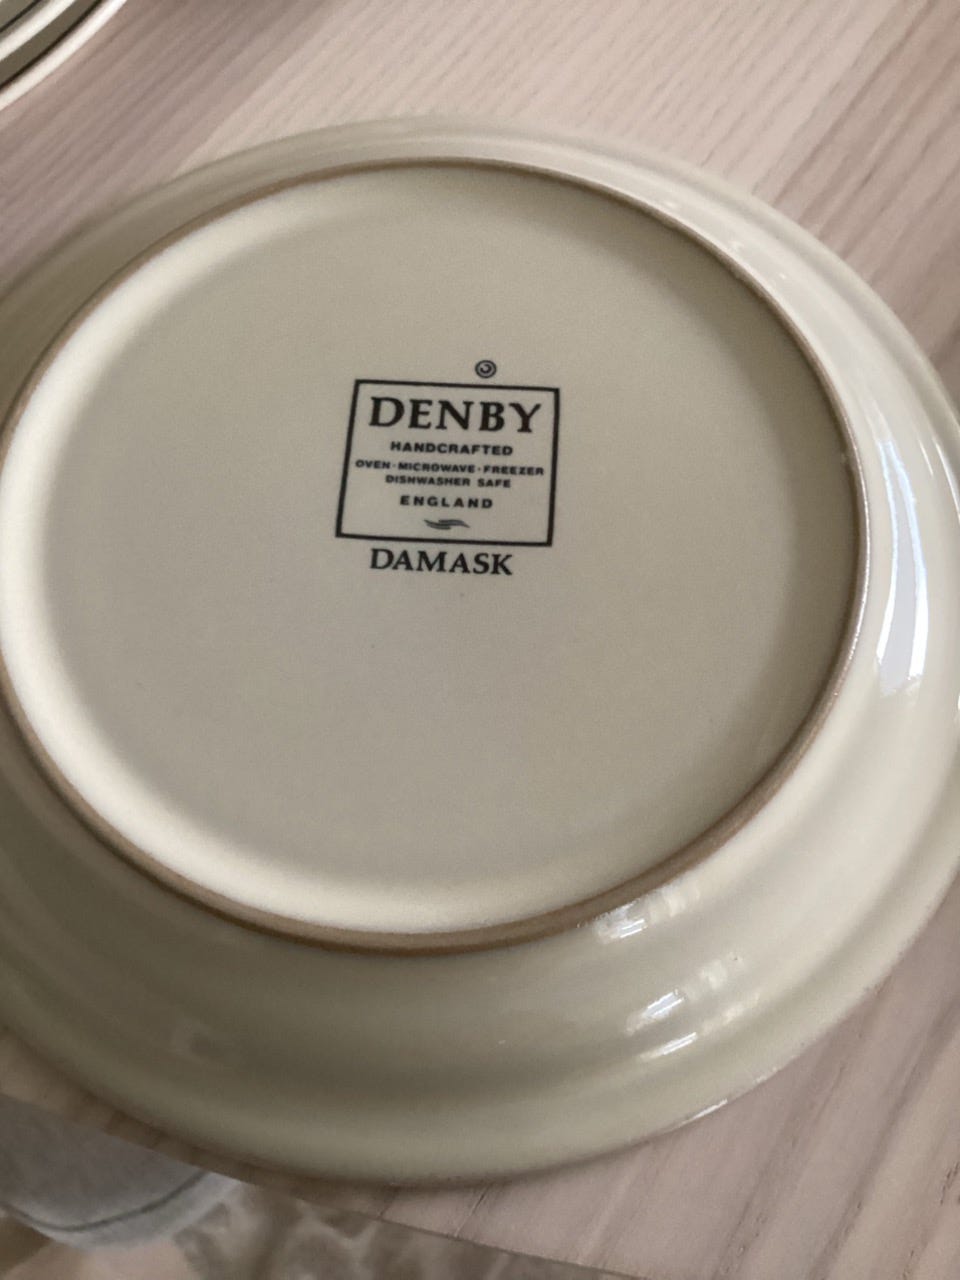 DENBY
HANDCRAFTED
OVEN · MICROWAVE · FREEZER
DISHWASHER SAFE
ENGLAND
DAMASK